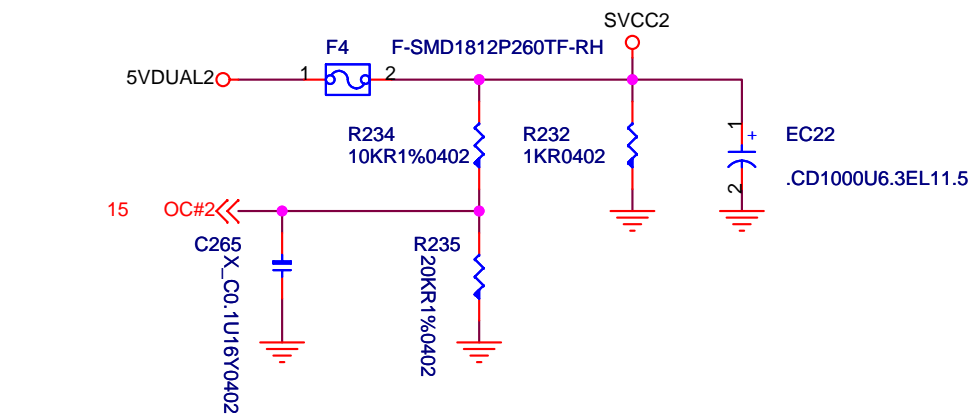 SVCC2
F4 F-SMD1812P260TF-RH
5VDUAL2 1 2
R234
10KR1%0402
R232
1KR0402
1 + EC22
2 .CD1000U6.3EL11.5
15 OC#2
C265
X_C0.1U16Y0402
R235
20KR1%0402